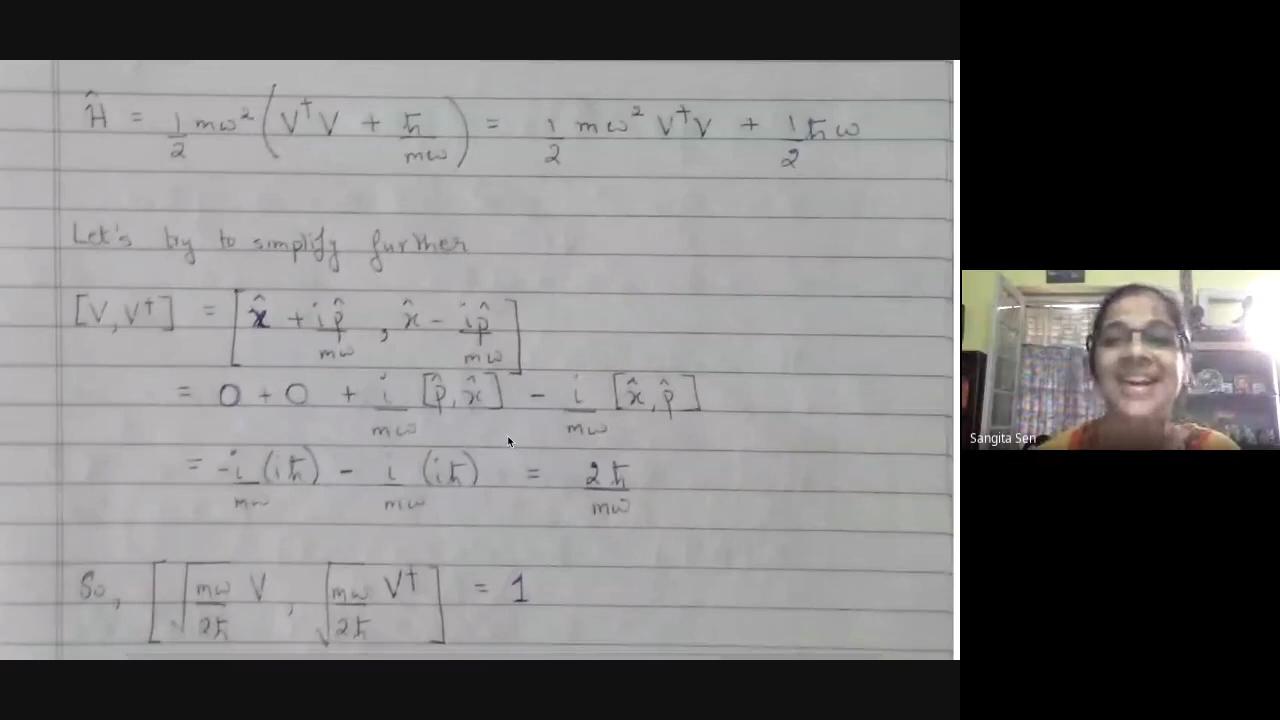 Ĥ = 1/2 mω² (V†V + ħ/mω) = 1/2 mω² V†V + 1/2 ħω
Let's try to simplify further
[V, V†] = [x̂ + ip̂/mω , x̂ - ip̂/mω]
= 0 + 0 + i/mω [p̂, x̂] - i/mω [x̂, p̂]
= -i/mω (iħ) - i/mω (iħ) = 2ħ/mω
So, [√(mω/2ħ) V , √(mω/2ħ) V†] = 1
Sangita Sen